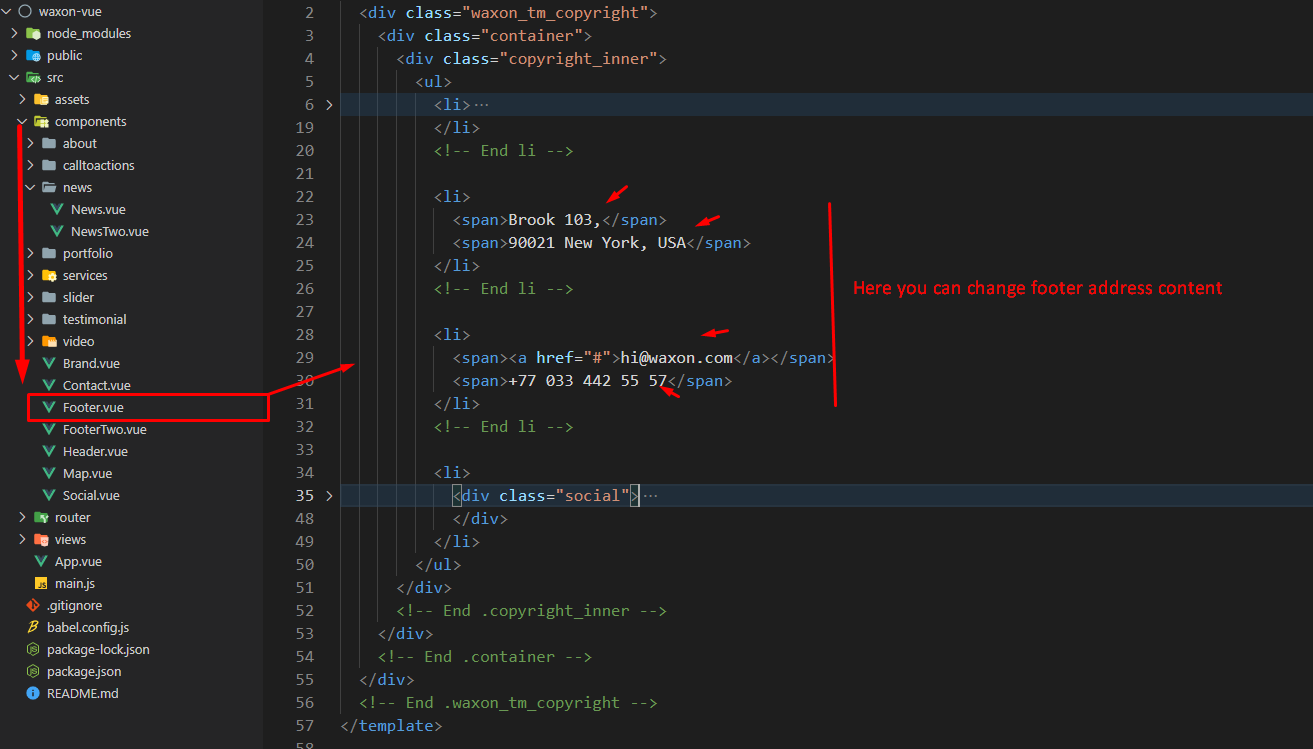 waxon-vue
node_modules
public
src
assets
components
about
calltoactions
news
News.vue
NewsTwo.vue
portfolio
services
slider
testimonial
video
Brand.vue
Contact.vue
Footer.vue
FooterTwo.vue
Header.vue
Map.vue
Social.vue
router
views
App.vue
JS main.js
.gitignore
babel.config.js
package-lock.json
package.json
README.md
2 <div class="waxon_tm_copyright">
3 <div class="container">
4 <div class="copyright_inner">
5 <ul>
6 <li>···
19 </li>
20 <!-- End li -->
21
22 <li>
23 <span>Brook 103,</span>
24 <span>90021 New York, USA</span>
25 </li>
26 <!-- End li -->
27
28 <li>
29 <span><a href="#">hi@waxon.com</a></span>
30 <span>+77 033 442 55 57</span>
31 </li>
32 <!-- End li -->
33
34 <li>
35 <div class="social">···
48 </div>
49 </li>
50 </ul>
51 </div>
52 <!-- End .copyright_inner -->
53 </div>
54 <!-- End .container -->
55 </div>
56 <!-- End .waxon_tm_copyright -->
57 </template>
58
Here you can change footer address content